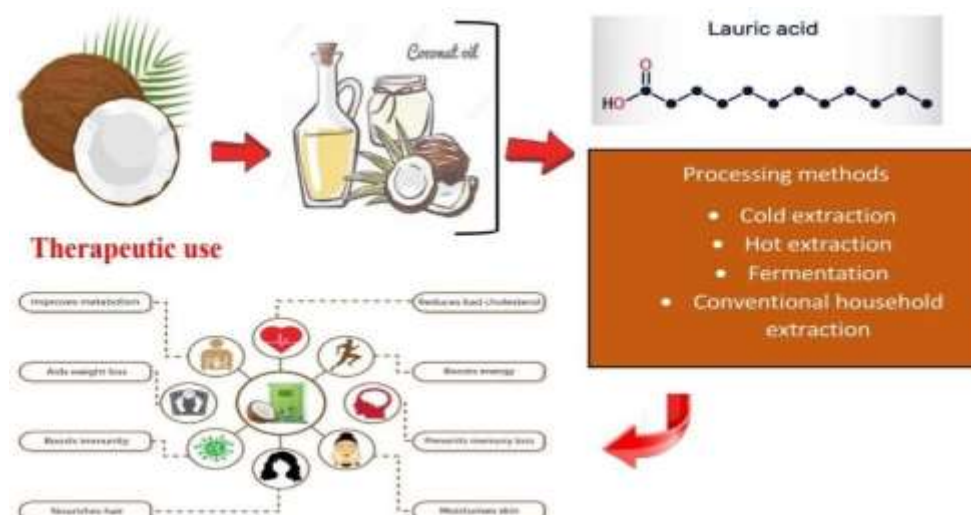 Coconut oil
Lauric acid
O
HO
Processing methods
• Cold extraction
• Hot extraction
• Fermentation
• Conventional household
extraction
Therapeutic use
Improves metabolism
Reduces bad cholesterol
Aids weight loss
Boosts energy
Boosts immunity
Prevents memory loss
Nourishes hair
Moisturises skin